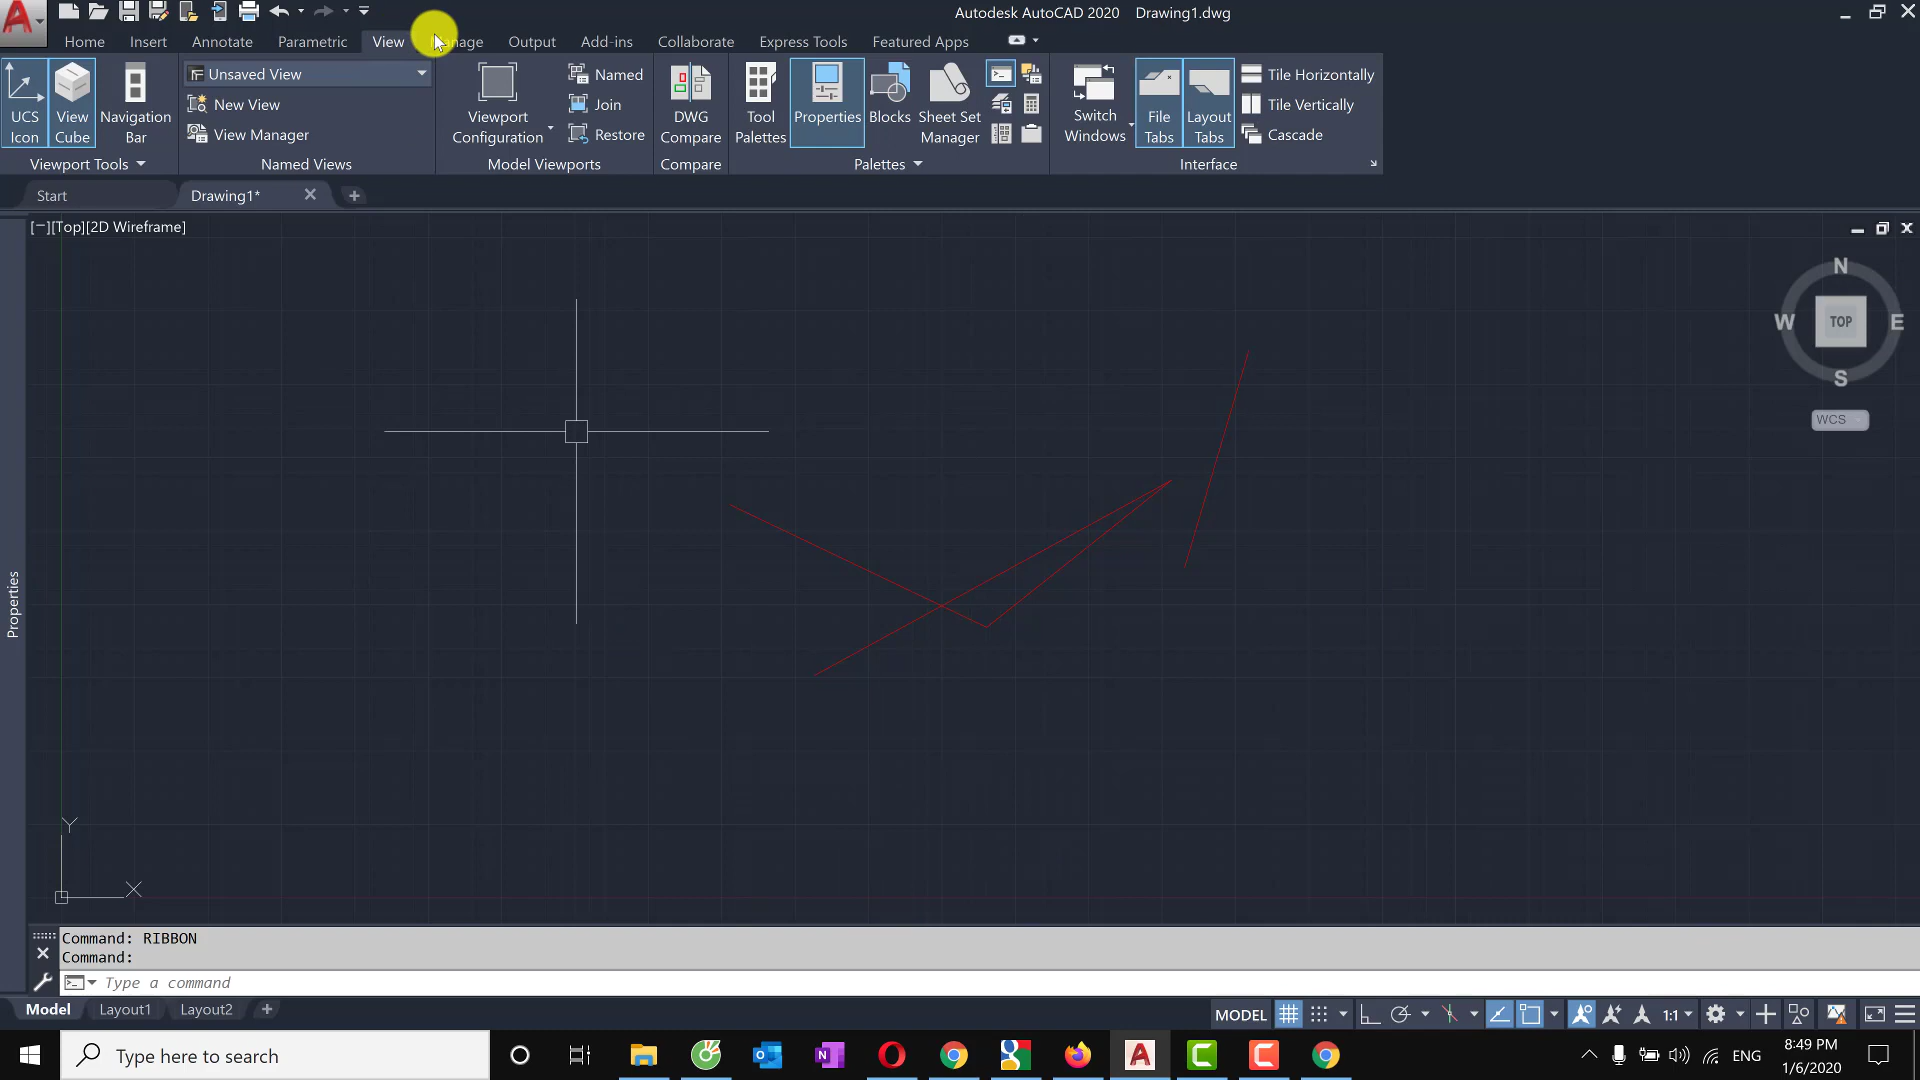 Autodesk AutoCAD 2020 Drawing1.dwg
Home Insert Annotate Parametric View Manage Output Add-ins Collaborate Express Tools Featured Apps
UCS Icon
View Cube
Navigation Bar
Unsaved View
New View
View Manager
Viewport Configuration
Named
Join
Restore
DWG Compare
Tool Palettes
Properties
Blocks
Sheet Set Manager
Switch Windows
File Tabs
Layout Tabs
Tile Horizontally
Tile Vertically
Cascade
Viewport Tools Named Views Model Viewports Compare Palettes Interface
Start Drawing1*
[−][Top][2D Wireframe]
N
W TOP E
S
WCS
Properties
Y
X
Command: RIBBON
Command:
Type a command
Model Layout1 Layout2
MODEL 1:1
Type here to search
ENG
8:49 PM
1/6/2020